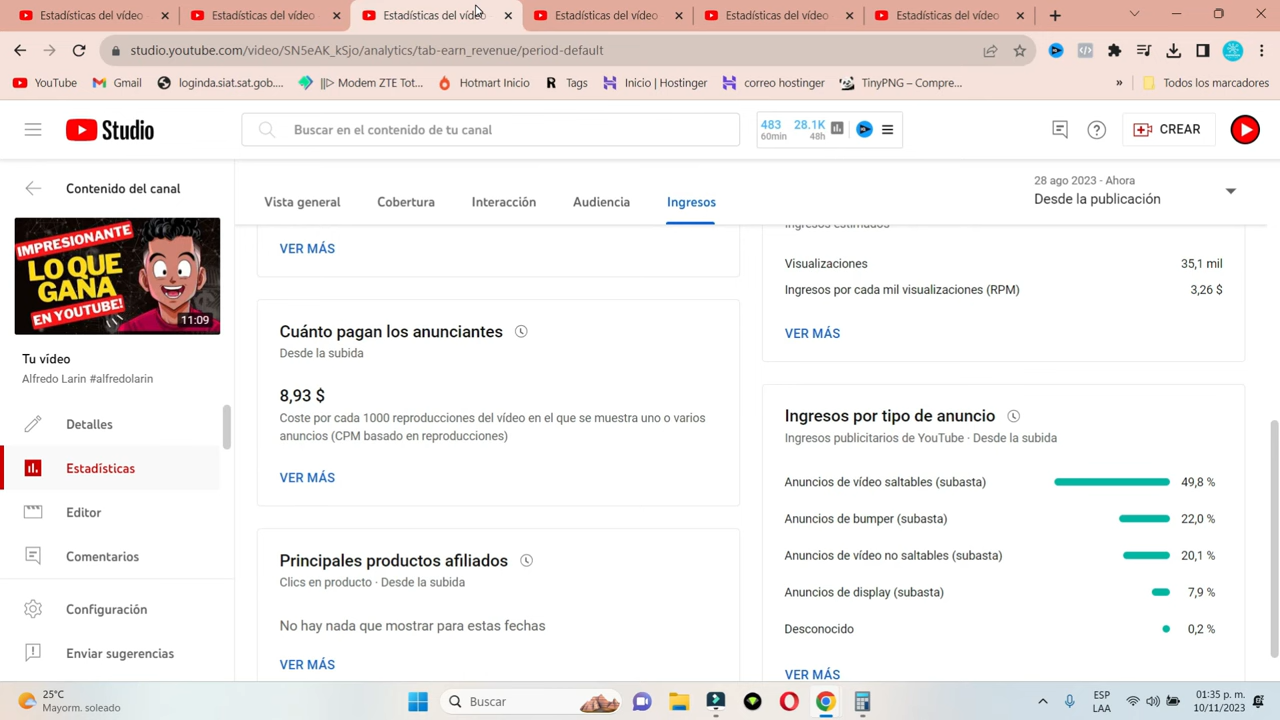 Estadísticas del víde
Estadísticas del víde
Estadísticas del víde
Estadísticas del víde
Estadísticas del víde
Estadísticas del víde
studio.youtube.com/video/SN5eAK_kSjo/analytics/tab-earn_revenue/period-default
YouTube
Gmail
loginda.siat.sat.gob....
||> Modem ZTE Tot...
Hotmart Inicio
R Tags
Inicio | Hostinger
correo hostinger
TinyPNG – Compre...
»
Todos los marcadores
Studio
Buscar en el contenido de tu canal
483
60min
28.1K
48h
CREAR
Contenido del canal
IMPRESIONANTE
LO QUE
GANA
EN YOUTUBE!
11:09
Tu vídeo
Alfredo Larin #alfredolarin
Detalles
Estadísticas
Editor
Comentarios
Configuración
Enviar sugerencias
Vista general
Cobertura
Interacción
Audiencia
Ingresos
28 ago 2023 - Ahora
Desde la publicación
VER MÁS
Cuánto pagan los anunciantes
Desde la subida
8,93 $
Coste por cada 1000 reproducciones del vídeo en el que se muestra uno o varios
anuncios (CPM basado en reproducciones)
VER MÁS
Principales productos afiliados
Clics en producto · Desde la subida
No hay nada que mostrar para estas fechas
VER MÁS
Ingresos estimados
Visualizaciones 35,1 mil
Ingresos por cada mil visualizaciones (RPM) 3,26 $
VER MÁS
Ingresos por tipo de anuncio
Ingresos publicitarios de YouTube · Desde la subida
Anuncios de vídeo saltables (subasta) 49,8 %
Anuncios de bumper (subasta) 22,0 %
Anuncios de vídeo no saltables (subasta) 20,1 %
Anuncios de display (subasta) 7,9 %
Desconocido 0,2 %
VER MÁS
25°C
Mayorm. soleado
Buscar
ESP
LAA
01:35 p. m.
10/11/2023